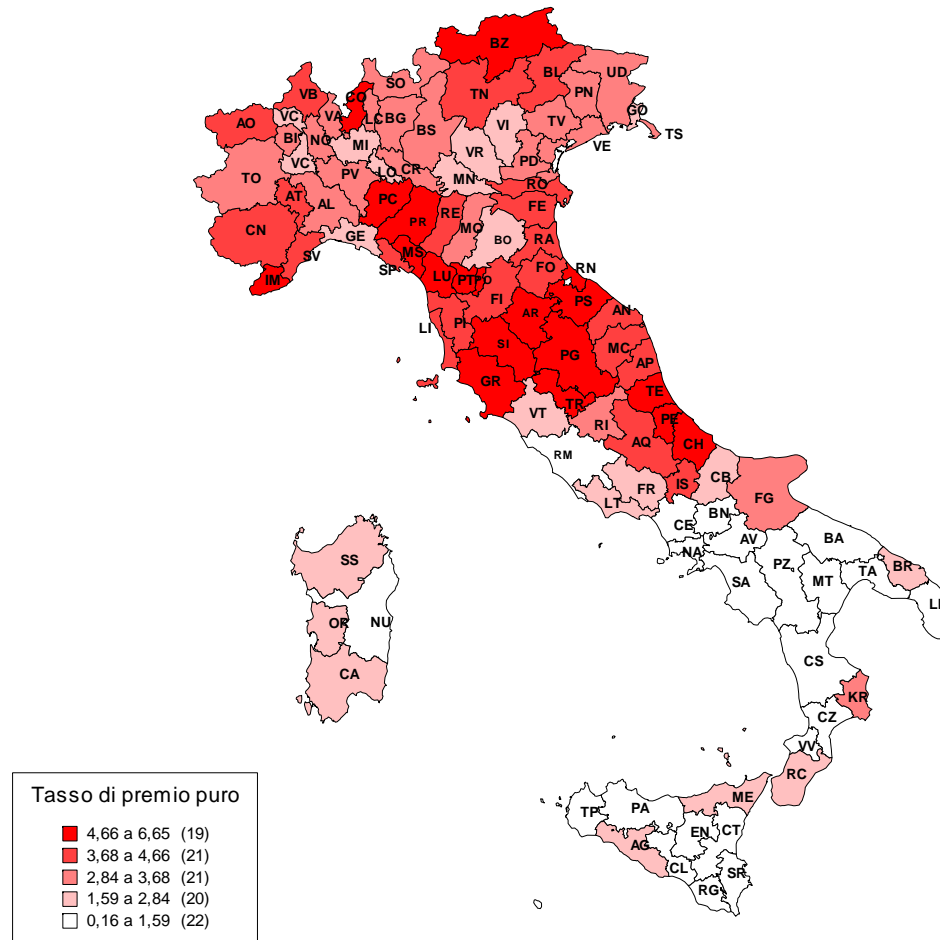 BZ
BL
UD
SO
TN
PN
VB
CO
VA
LC
BG
BS
VI
TV
GO
TS
AO
VC
BI
NO
MI
VR
VE
PD
VC
LO
CR
MN
RO
TO
PV
AT
AL
PC
PR
RE
MO
FE
BO
CN
GE
RA
SV
SP
MS
FO
RN
IM
LU
PT
PO
FI
PS
AR
AN
LI
PI
SI
PG
MC
AP
GR
TR
TE
VT
RI
PE
AQ
CH
RM
IS
CB
FR
LT
FG
CE
BN
NA
AV
BA
PZ
MT
TA
BR
SA
SS
OR
NU
CA
CS
KR
CZ
VV
RC
ME
TP
PA
AG
EN
CT
CL
SR
RG
Tasso di premio puro
4,66 a 6,65 (19)
3,68 a 4,66 (21)
2,84 a 3,68 (21)
1,59 a 2,84 (20)
0,16 a 1,59 (22)